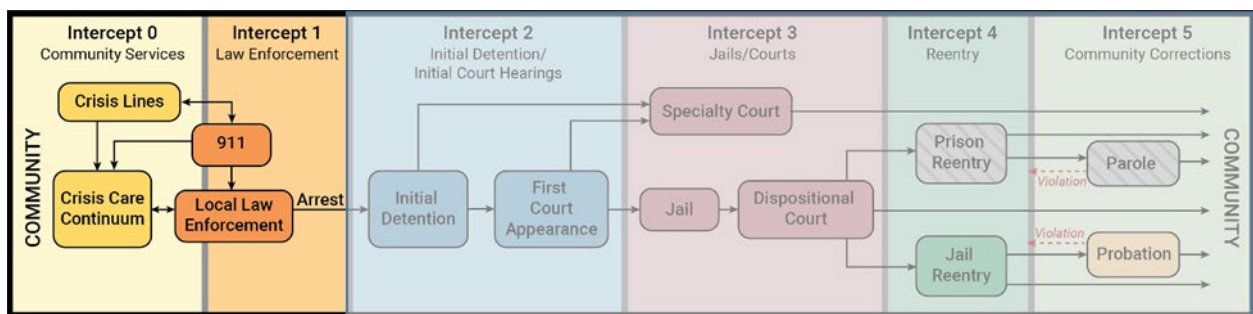 Intercept 0
Community Services
Intercept 1
Law Enforcement
Intercept 2
Initial Detention/
Initial Court Hearings
Intercept 3
Jails/Courts
Intercept 4
Reentry
Intercept 5
Community Corrections
COMMUNITY
Crisis Lines
911
Crisis Care
Continuum
Local Law
Enforcement
Arrest
Initial
Detention
First
Court
Appearance
Specialty Court
Jail
Dispositional
Court
Prison
Reentry
Parole
Violation
Jail
Reentry
Violation
Probation
COMMUNITY